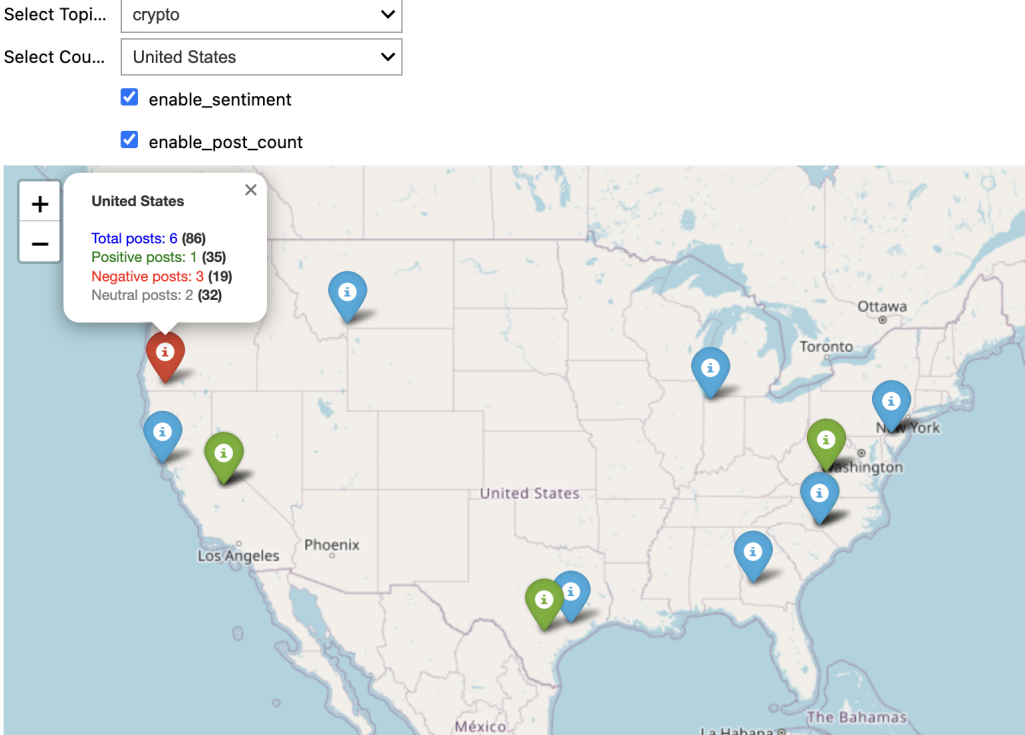 Select Topi...
crypto
Select Cou...
United States
enable_sentiment
enable_post_count
+
−
×
United States
Total posts: 6 (86)
Positive posts: 1 (35)
Negative posts: 3 (19)
Neutral posts: 2 (32)
Ottawa
Toronto
New York
ashington
United States
Los Angeles
Phoenix
México
The Bahamas
La Habana